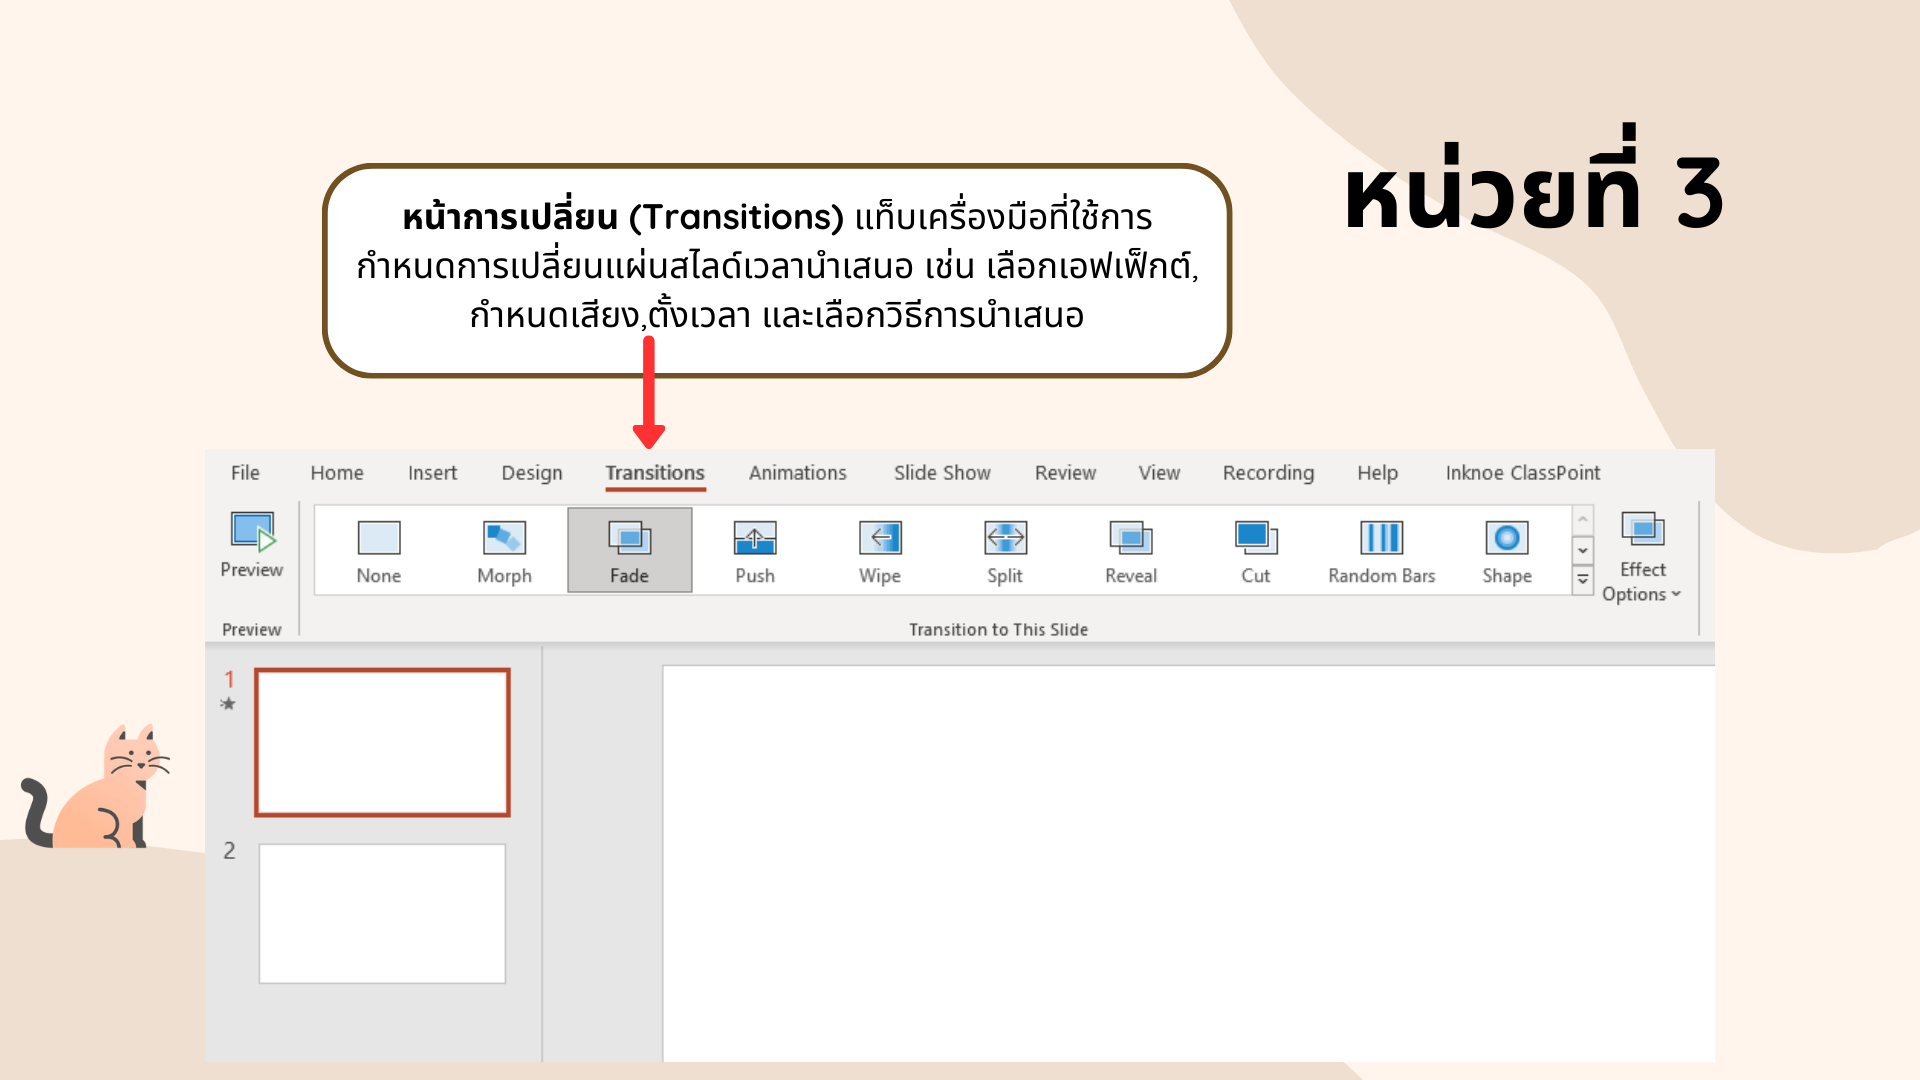 หน่วยที่ 3
หน้าการเปลี่ยน (Transitions) แท็บเครื่องมือที่ใช้การ
กำหนดการเปลี่ยนแผ่นสไลด์เวลานำเสนอ เช่น เลือกเอฟเฟ็กต์,
กำหนดเสียง,ตั้งเวลา และเลือกวิธีการนำเสนอ
File Home Insert Design Transitions Animations Slide Show Review View Recording Help Inknoe ClassPoint
Preview None Morph Fade Push Wipe Split Reveal Cut Random Bars Shape Effect
Options
Preview Transition to This Slide
1
2